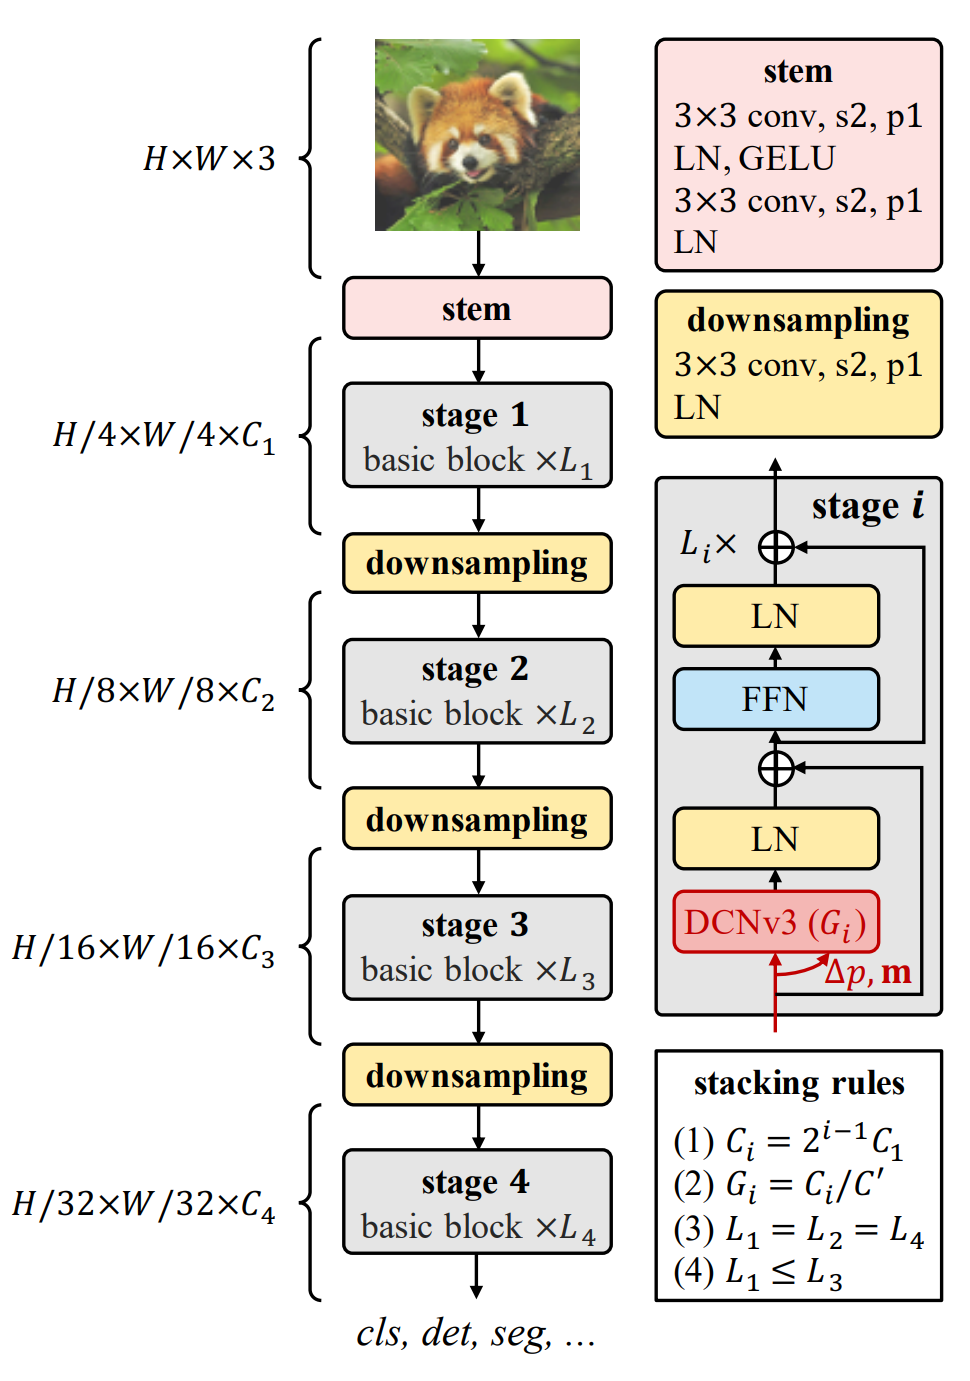 H×W×3
stem
H/4×W/4×C₁
stage 1
basic block ×L₁
downsampling
H/8×W/8×C₂
stage 2
basic block ×L₂
downsampling
H/16×W/16×C₃
stage 3
basic block ×L₃
downsampling
H/32×W/32×C₄
stage 4
basic block ×L₄
cls, det, seg, ...
stem
3×3 conv, s2, p1
LN, GELU
3×3 conv, s2, p1
LN
downsampling
3×3 conv, s2, p1
LN
stage i
Lᵢ×
LN
FFN
LN
DCNv3 (Gᵢ)
Δp, m
stacking rules
(1) Cᵢ = 2ⁱ⁻¹C₁
(2) Gᵢ = Cᵢ/C′
(3) L₁ = L₂ = L₄
(4) L₁ ≤ L₃